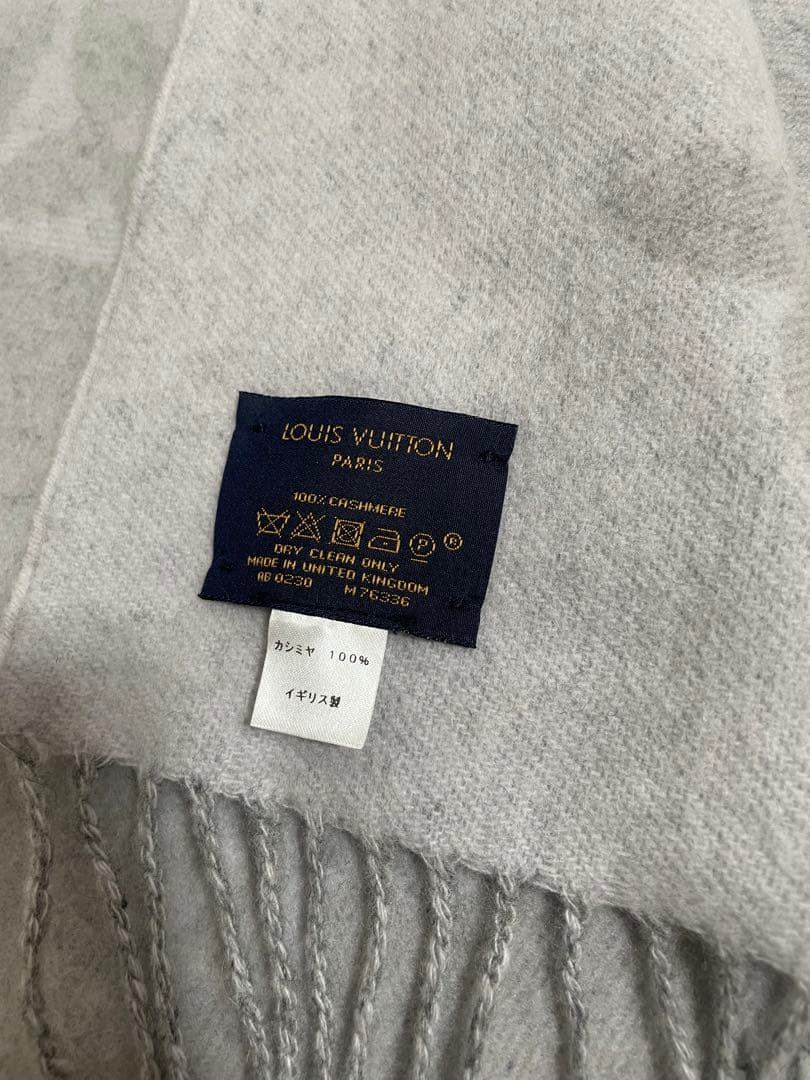 LOUIS VUITTON
PARIS
100% CASHMERE
P ®
DRY CLEAN ONLY
MADE IN UNITED KINGDOM
AB 0230 M 76336
カシミヤ 100%
イギリス製